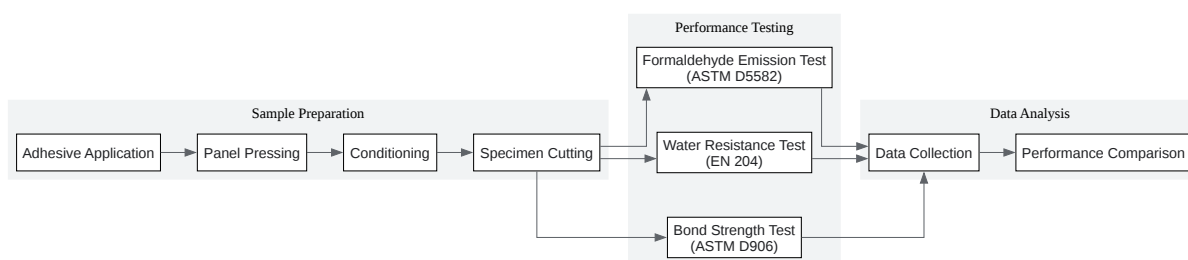 Sample Preparation
Adhesive Application
Panel Pressing
Conditioning
Specimen Cutting
Performance Testing
Formaldehyde Emission Test
(ASTM D5582)
Water Resistance Test
(EN 204)
Bond Strength Test
(ASTM D906)
Data Analysis
Data Collection
Performance Comparison